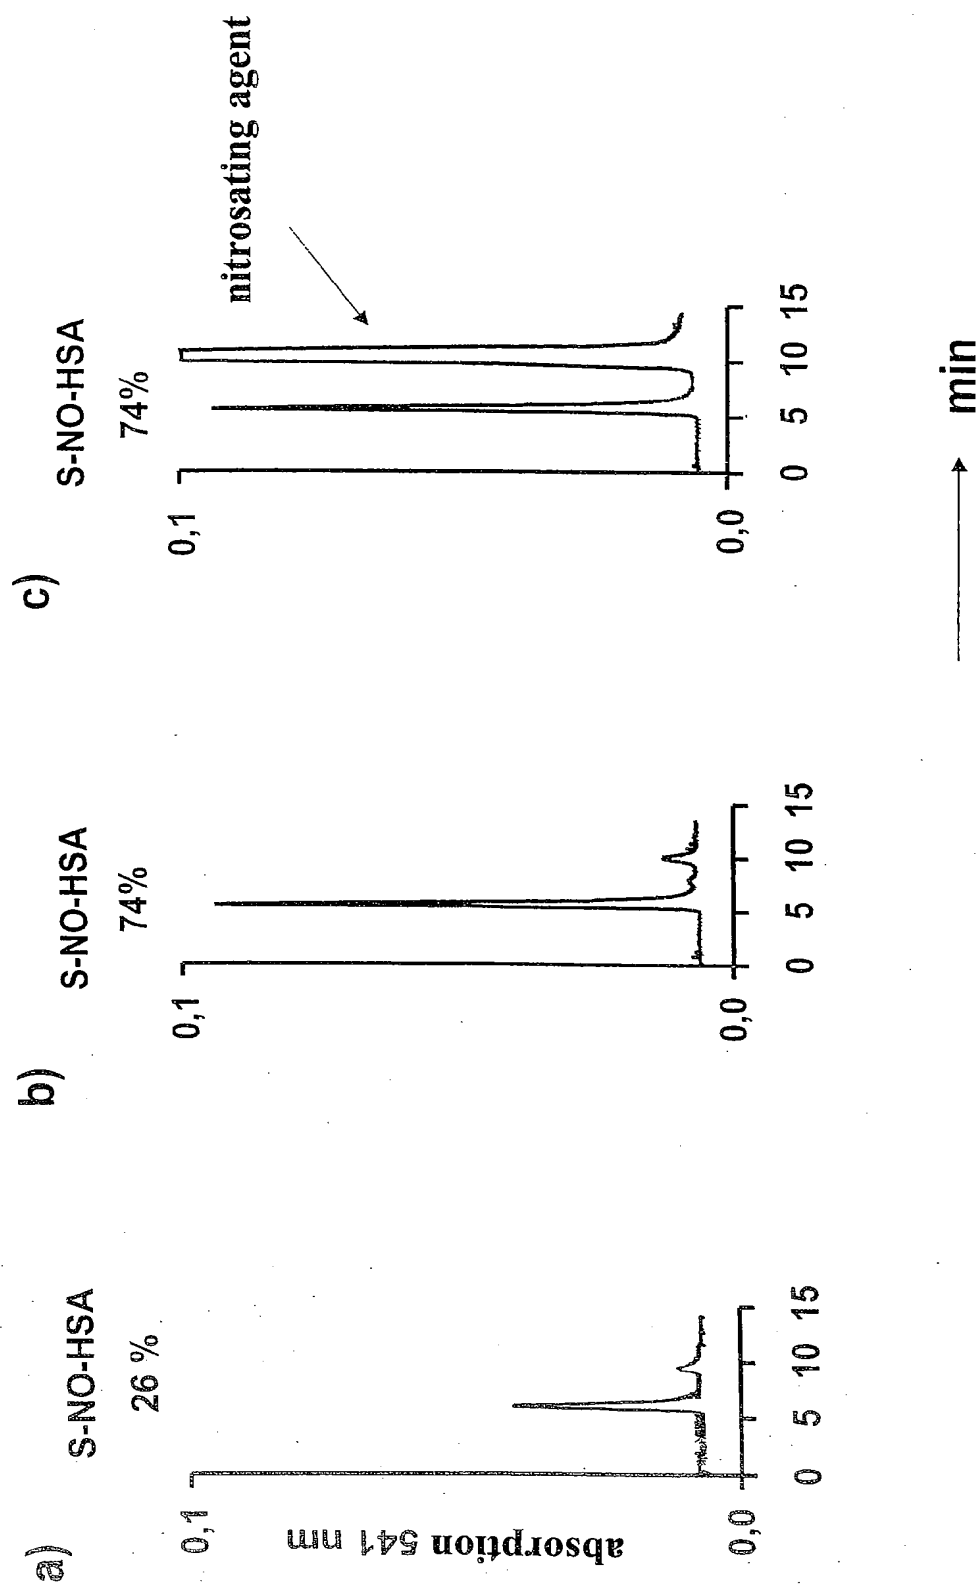 a)
S-NO-HSA
26 %
0,1
absorption 541 nm
0,0
0 5 10 15
b)
S-NO-HSA
74%
0,1
0,0
0 5 10 15
c)
S-NO-HSA
74%
nitrosating agent
0,1
0,0
0 5 10 15
min